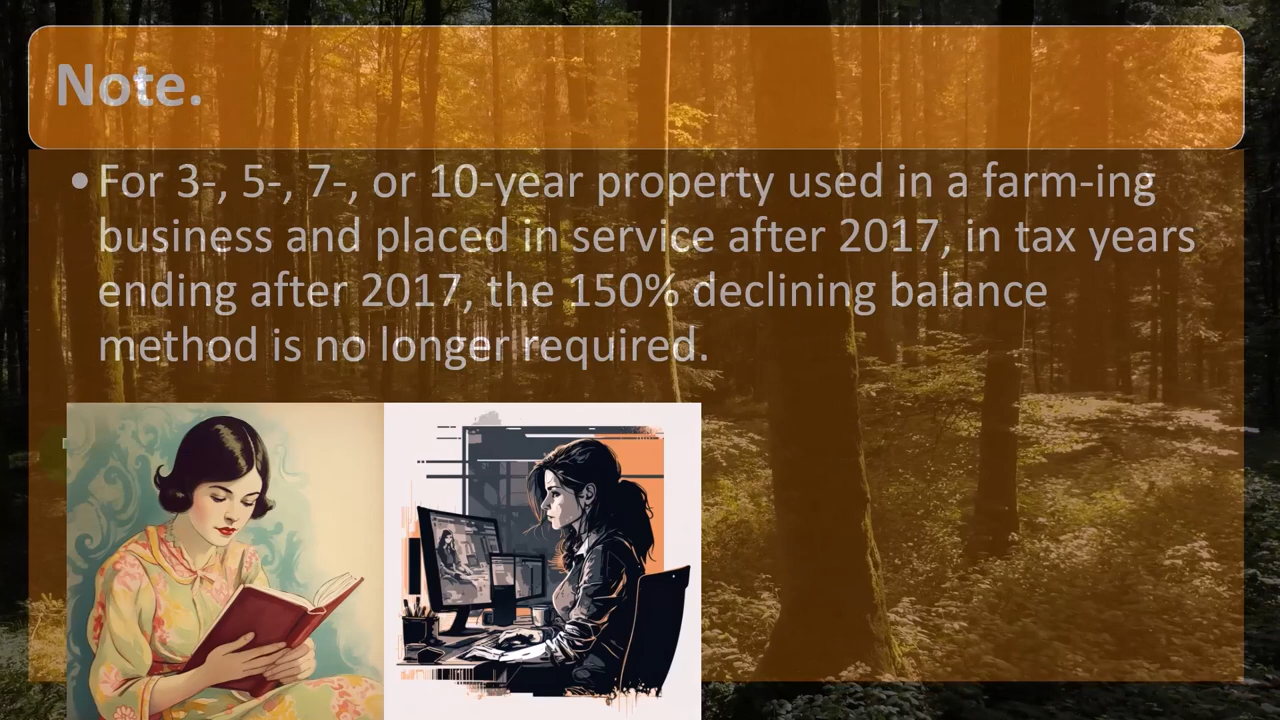 Note.
• For 3-, 5-, 7-, or 10-year property used in a farm-ing
business and placed in service after 2017, in tax years
ending after 2017, the 150% declining balance
method is no longer required.